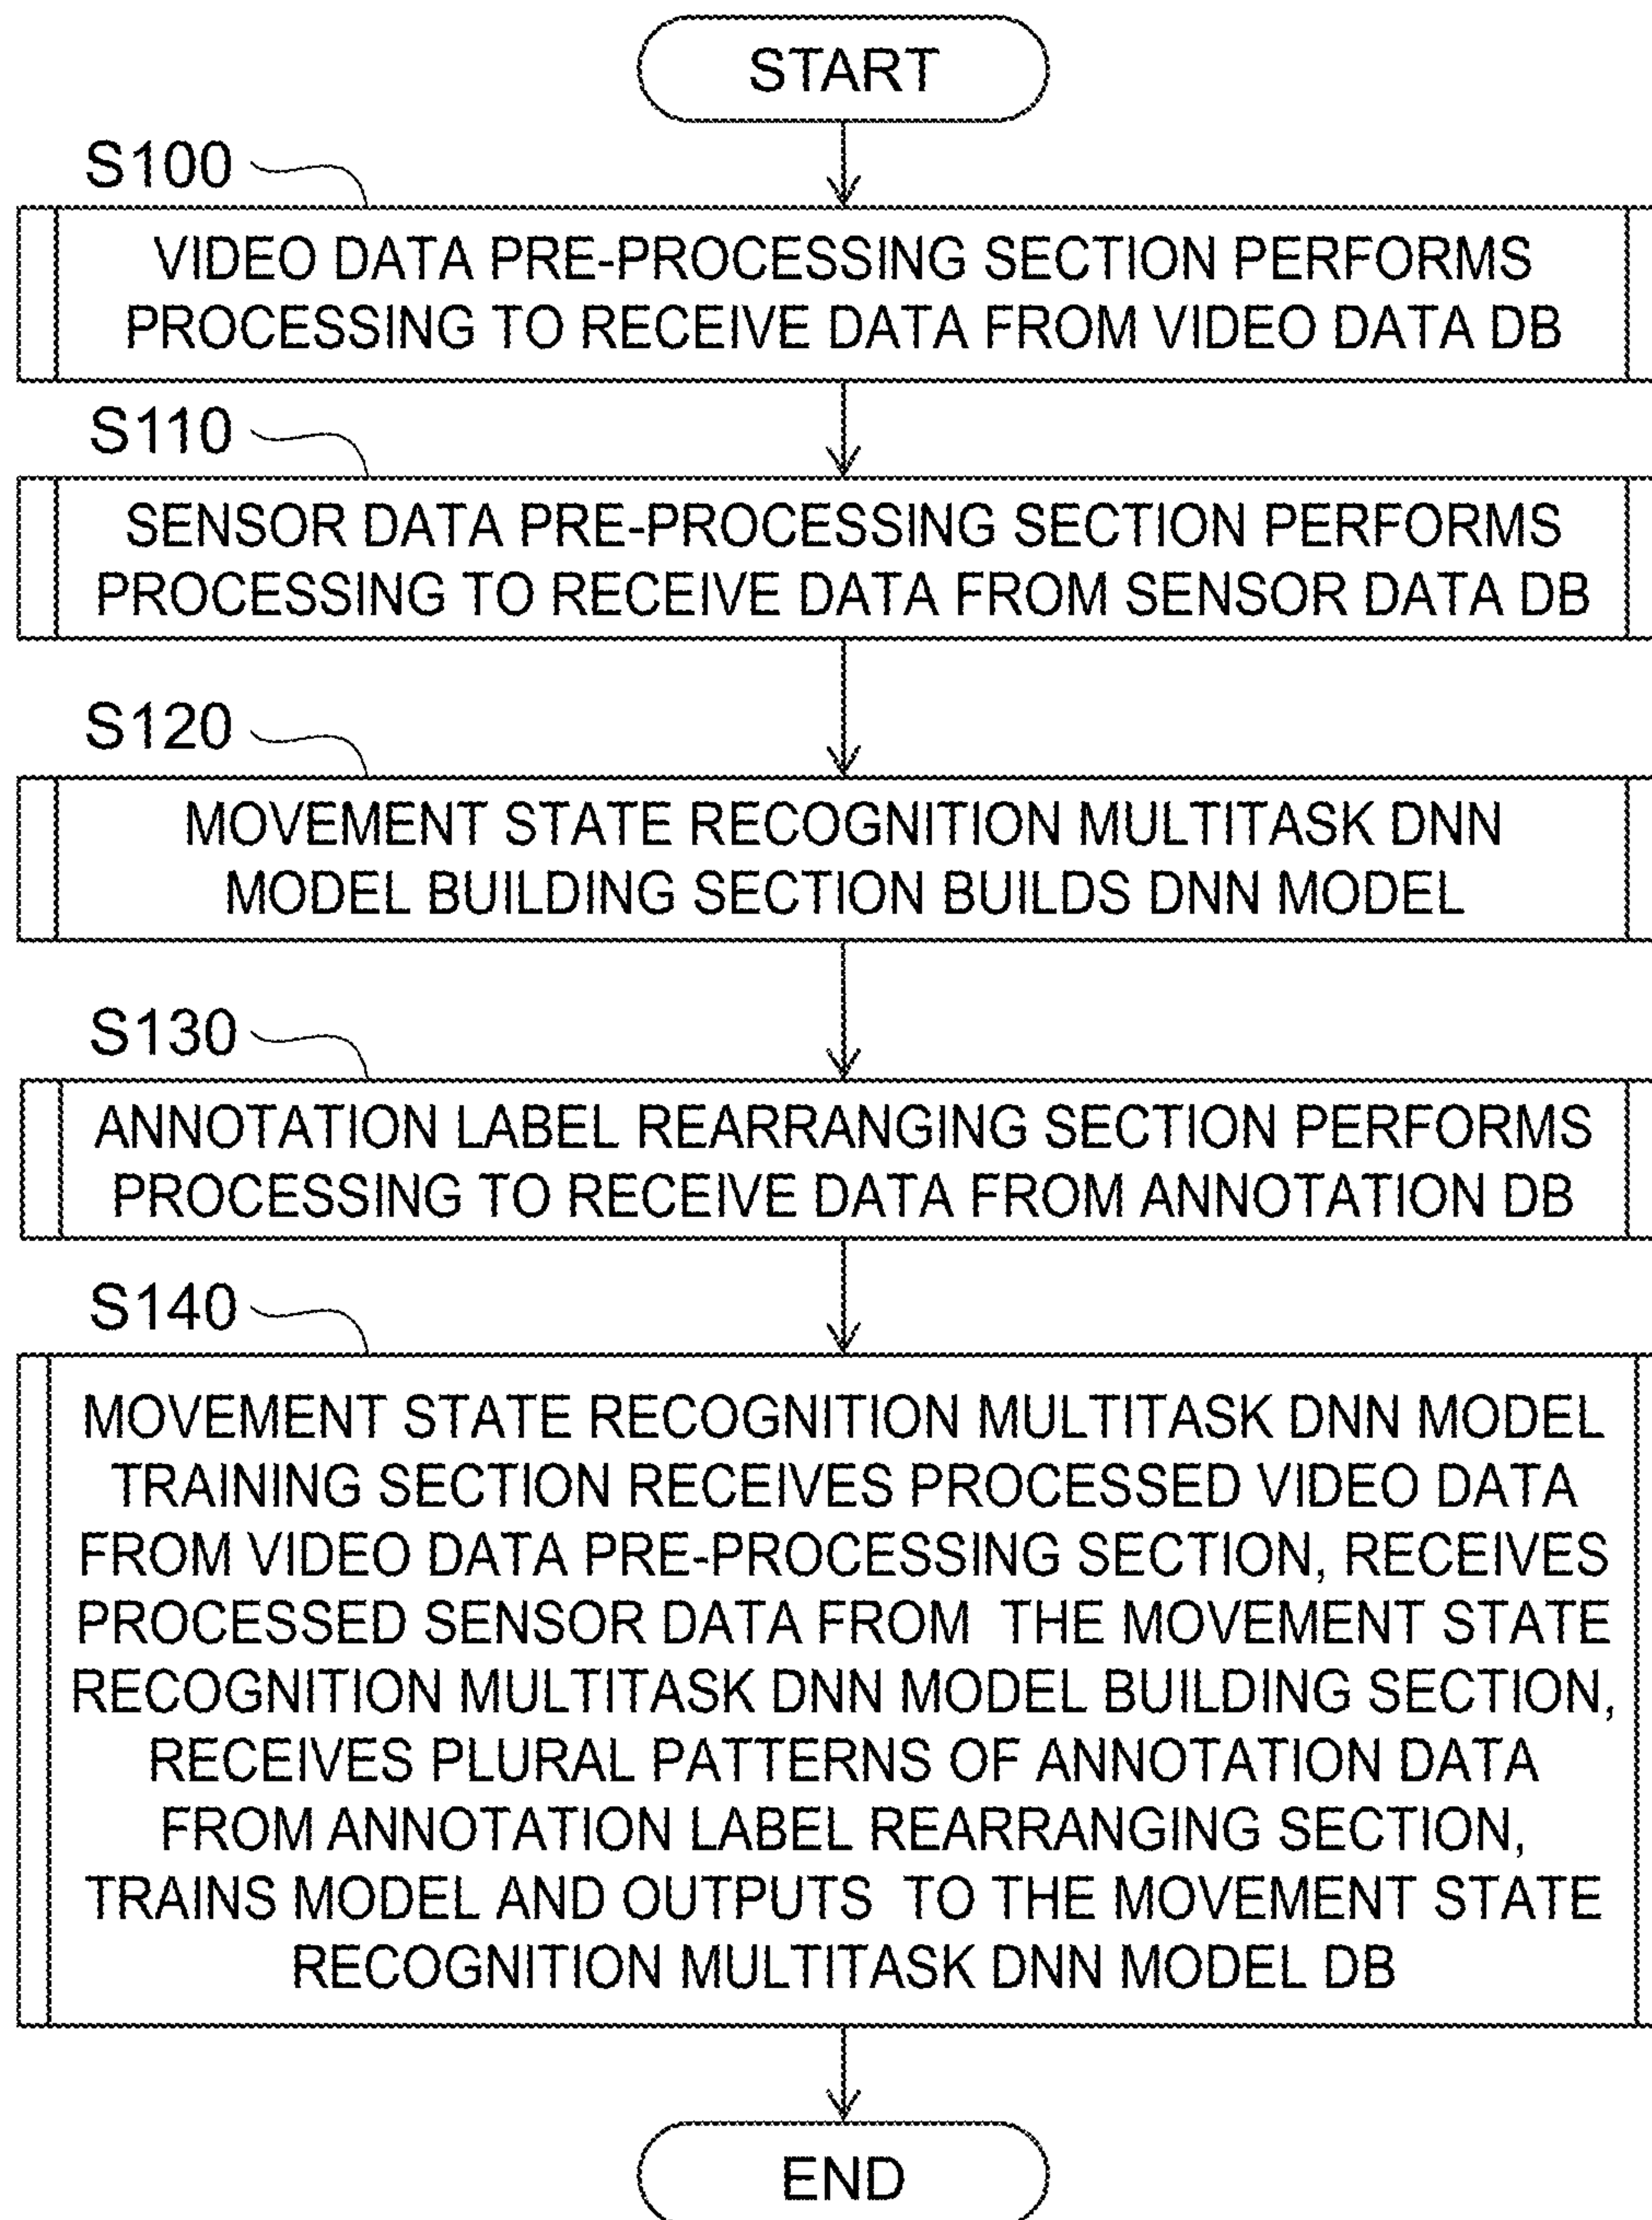 START
S100
VIDEO DATA PRE-PROCESSING SECTION PERFORMS
PROCESSING TO RECEIVE DATA FROM VIDEO DATA DB
S110
SENSOR DATA PRE-PROCESSING SECTION PERFORMS
PROCESSING TO RECEIVE DATA FROM SENSOR DATA DB
S120
MOVEMENT STATE RECOGNITION MULTITASK DNN
MODEL BUILDING SECTION BUILDS DNN MODEL
S130
ANNOTATION LABEL REARRANGING SECTION PERFORMS
PROCESSING TO RECEIVE DATA FROM ANNOTATION DB
S140
MOVEMENT STATE RECOGNITION MULTITASK DNN MODEL
TRAINING SECTION RECEIVES PROCESSED VIDEO DATA
FROM VIDEO DATA PRE-PROCESSING SECTION, RECEIVES
PROCESSED SENSOR DATA FROM THE MOVEMENT STATE
RECOGNITION MULTITASK DNN MODEL BUILDING SECTION,
RECEIVES PLURAL PATTERNS OF ANNOTATION DATA
FROM ANNOTATION LABEL REARRANGING SECTION,
TRAINS MODEL AND OUTPUTS TO THE MOVEMENT STATE
RECOGNITION MULTITASK DNN MODEL DB
END